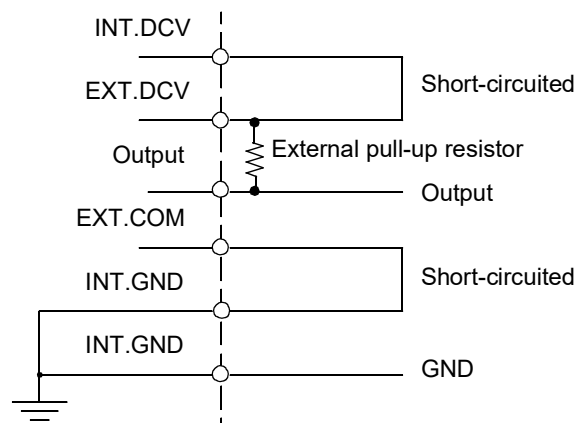 INT.DCV
EXT.DCV
Short-circuited
Output
External pull-up resistor
Output
EXT.COM
INT.GND
Short-circuited
INT.GND
GND